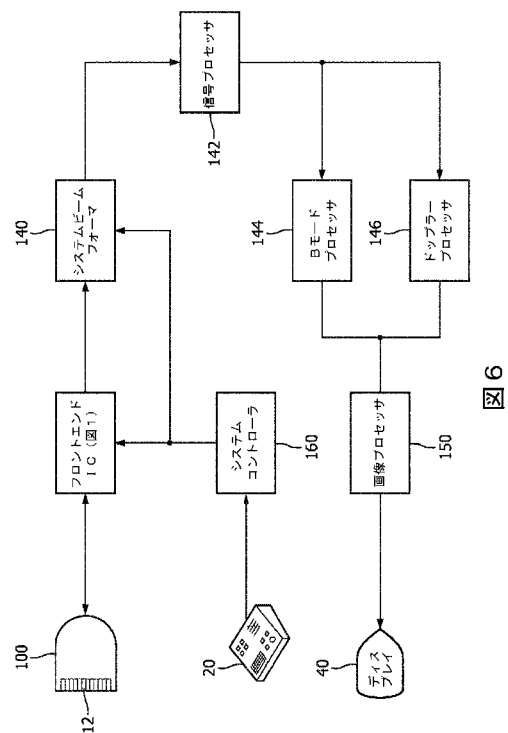 100
12
フロントエンド
IC（図1）
システムビーム
フォーマ
140
信号プロセッサ
142
20
システム
コントローラ
160
Bモード
プロセッサ
144
ドップラー
プロセッサ
146
画像プロセッサ
150
ディス
プレイ
40
図6